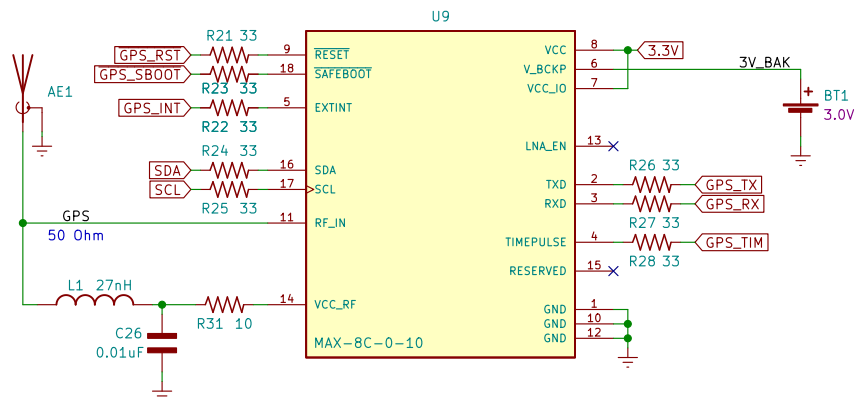 U9
R21 33
GPS_RST
9
RESET
VCC
8
3.3V
GPS_SBOOT
18
SAFEBOOT
V_BCKP
6
3V_BAK
R23 33
VCC_IO
7
AE1
+
BT1
3.0V
GPS_INT
5
EXTINT
R22 33
LNA_EN
13
R24 33
SDA
16
SDA
TXD
2
R26 33
GPS_TX
SCL
17
SCL
RXD
3
GPS_RX
R25 33
GPS
11
RF_IN
R27 33
50 Ohm
TIMEPULSE
4
GPS_TIM
R28 33
RESERVED
15
L1 27nH
14
VCC_RF
GND
1
R31 10
GND
10
C26
0.01uF
GND
12
MAX-8C-0-10